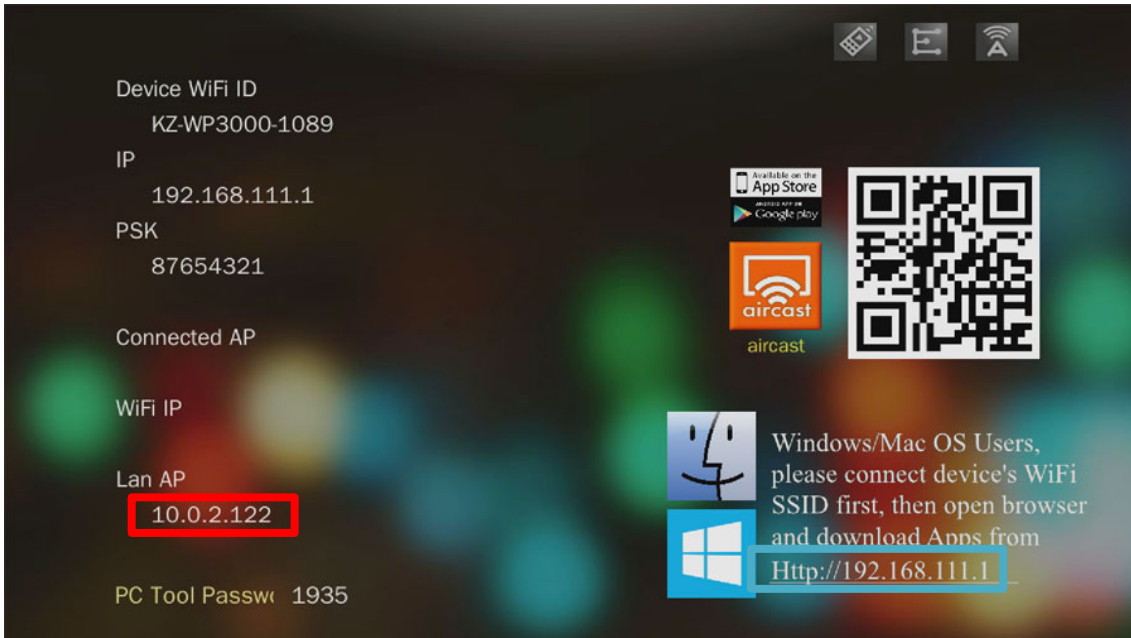 Device WiFi ID
KZ-WP3000-1089
IP
192.168.111.1
PSK
87654321
Connected AP
WiFi IP
Lan AP
10.0.2.122
PC Tool Passw 1935
Available on the
App Store
ANDROID APP ON
Google play
aircast
aircast
Windows/Mac OS Users,
please connect device's WiFi
SSID first, then open browser
and download Apps from
Http://192.168.111.1